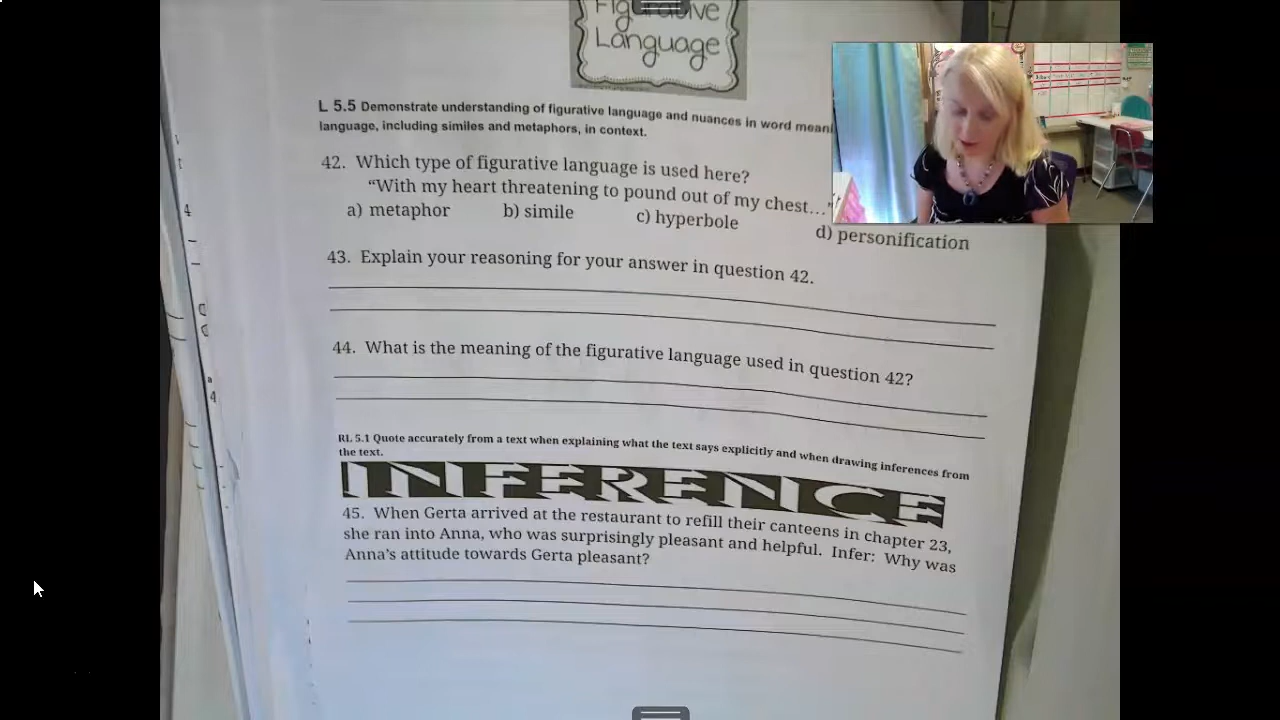 Figurative
Language
L 5.5 Demonstrate understanding of figurative language and nuances in word
language, including similes and metaphors, in context.
42. Which type of figurative language is used here?
“With my heart threatening to pound out of my chest…
a) metaphor b) simile c) hyperbole d) personification
43. Explain your reasoning for your answer in question 42.
44. What is the meaning of the figurative language used in question 42?
RL 5.1 Quote accurately from a text when explaining what the text says explicitly and when drawing inferences from
the text.
INFERENCE
45. When Gerta arrived at the restaurant to refill their canteens in chapter 23,
she ran into Anna, who was surprisingly pleasant and helpful. Infer: Why was
Anna’s attitude towards Gerta pleasant?